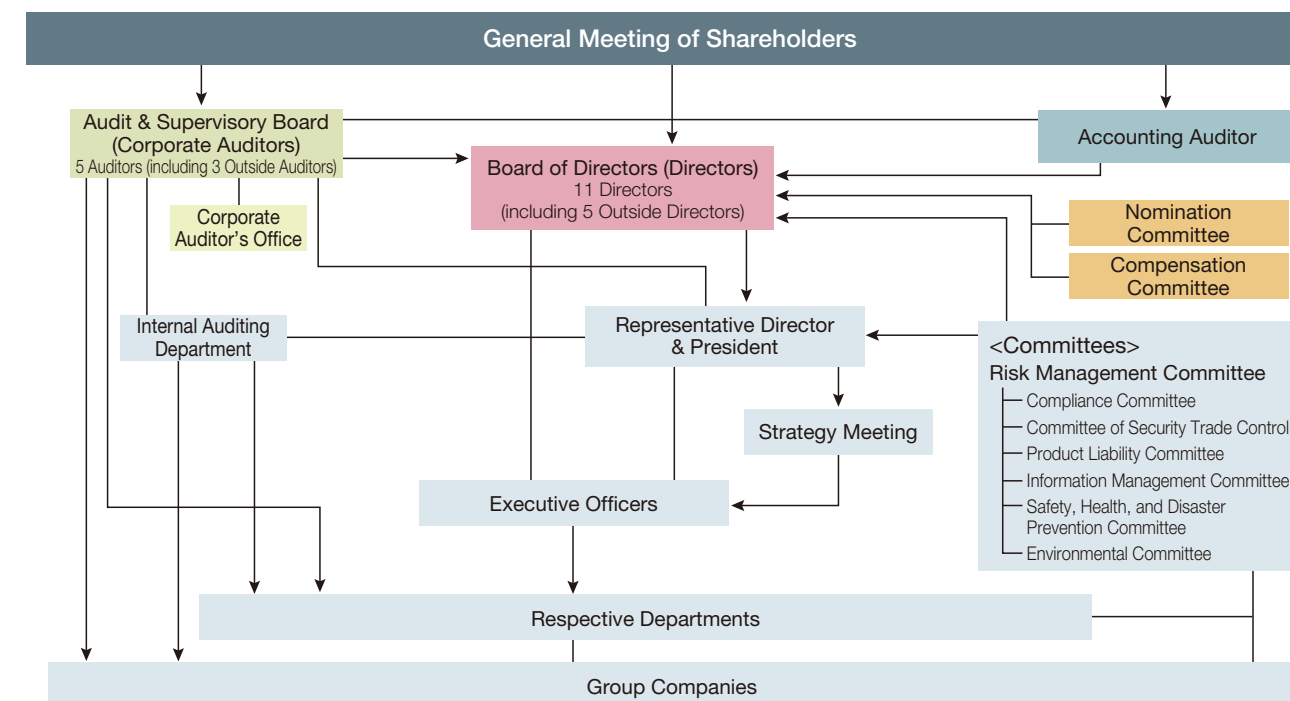 General Meeting of Shareholders
Audit & Supervisory Board
(Corporate Auditors)
5 Auditors (including 3 Outside Auditors)
Accounting Auditor
Board of Directors (Directors)
11 Directors
(including 5 Outside Directors)
Corporate
Auditor’s Office
Nomination
Committee
Compensation
Committee
Internal Auditing
Department
Representative Director
& President
<Committees>
Risk Management Committee
Compliance Committee
Committee of Security Trade Control
Product Liability Committee
Information Management Committee
Safety, Health, and Disaster
Prevention Committee
Environmental Committee
Strategy Meeting
Executive Officers
Respective Departments
Group Companies